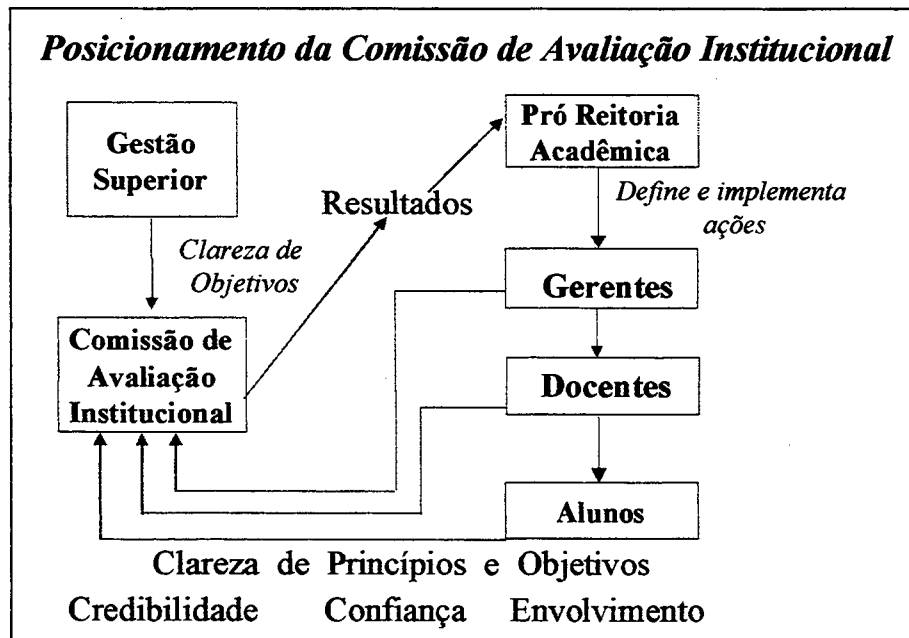 Posicionamento da Comissão de Avaliação Institucional
Gestão
Superior
Pró Reitoria
Acadêmica
Resultados
Define e implementa
ações
Clareza de
Objetivos
Gerentes
Comissão de
Avaliação
Institucional
Docentes
Alunos
Clareza de Princípios e Objetivos
Credibilidade Confiança Envolvimento